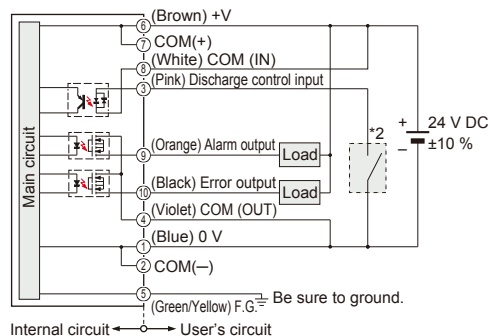 (Brown) +V
6
COM(+)
7
(White) COM (IN)
8
(Pink) Discharge control input
3
Main circuit
(Orange) Alarm output
9
Load
(Black) Error output
10
Load
(Violet) COM (OUT)
4
(Blue) 0 V
1
COM(−)
2
5
(Green/Yellow) F.G.
Be sure to ground.
*2
+
−
24 V DC
±10 %
Internal circuit
User's circuit